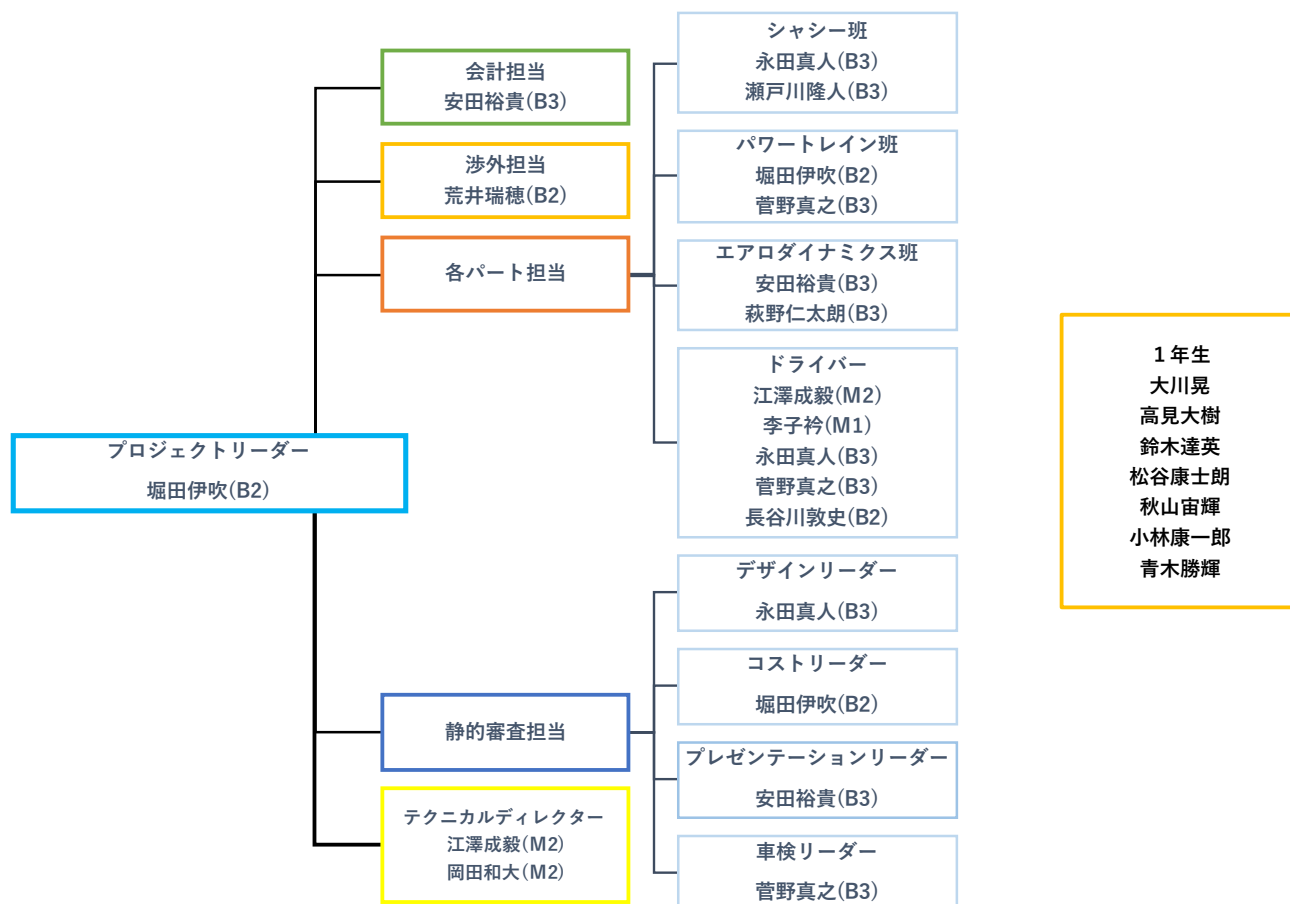 プロジェクトリーダー
堀田伊吹(B2)
会計担当
安田裕貴(B3)
渉外担当
荒井瑞穂(B2)
各パート担当
シャシー班
永田真人(B3)
瀬戸川隆人(B3)
パワートレイン班
堀田伊吹(B2)
菅野真之(B3)
エアロダイナミクス班
安田裕貴(B3)
萩野仁太朗(B3)
ドライバー
江澤成毅(M2)
李子衿(M1)
永田真人(B3)
菅野真之(B3)
長谷川敦史(B2)
静的審査担当
デザインリーダー
永田真人(B3)
コストリーダー
堀田伊吹(B2)
プレゼンテーションリーダー
安田裕貴(B3)
車検リーダー
菅野真之(B3)
テクニカルディレクター
江澤成毅(M2)
岡田和大(M2)
1年生
大川晃
高見大樹
鈴木達英
松谷康士朗
秋山宙輝
小林康一郎
青木勝輝